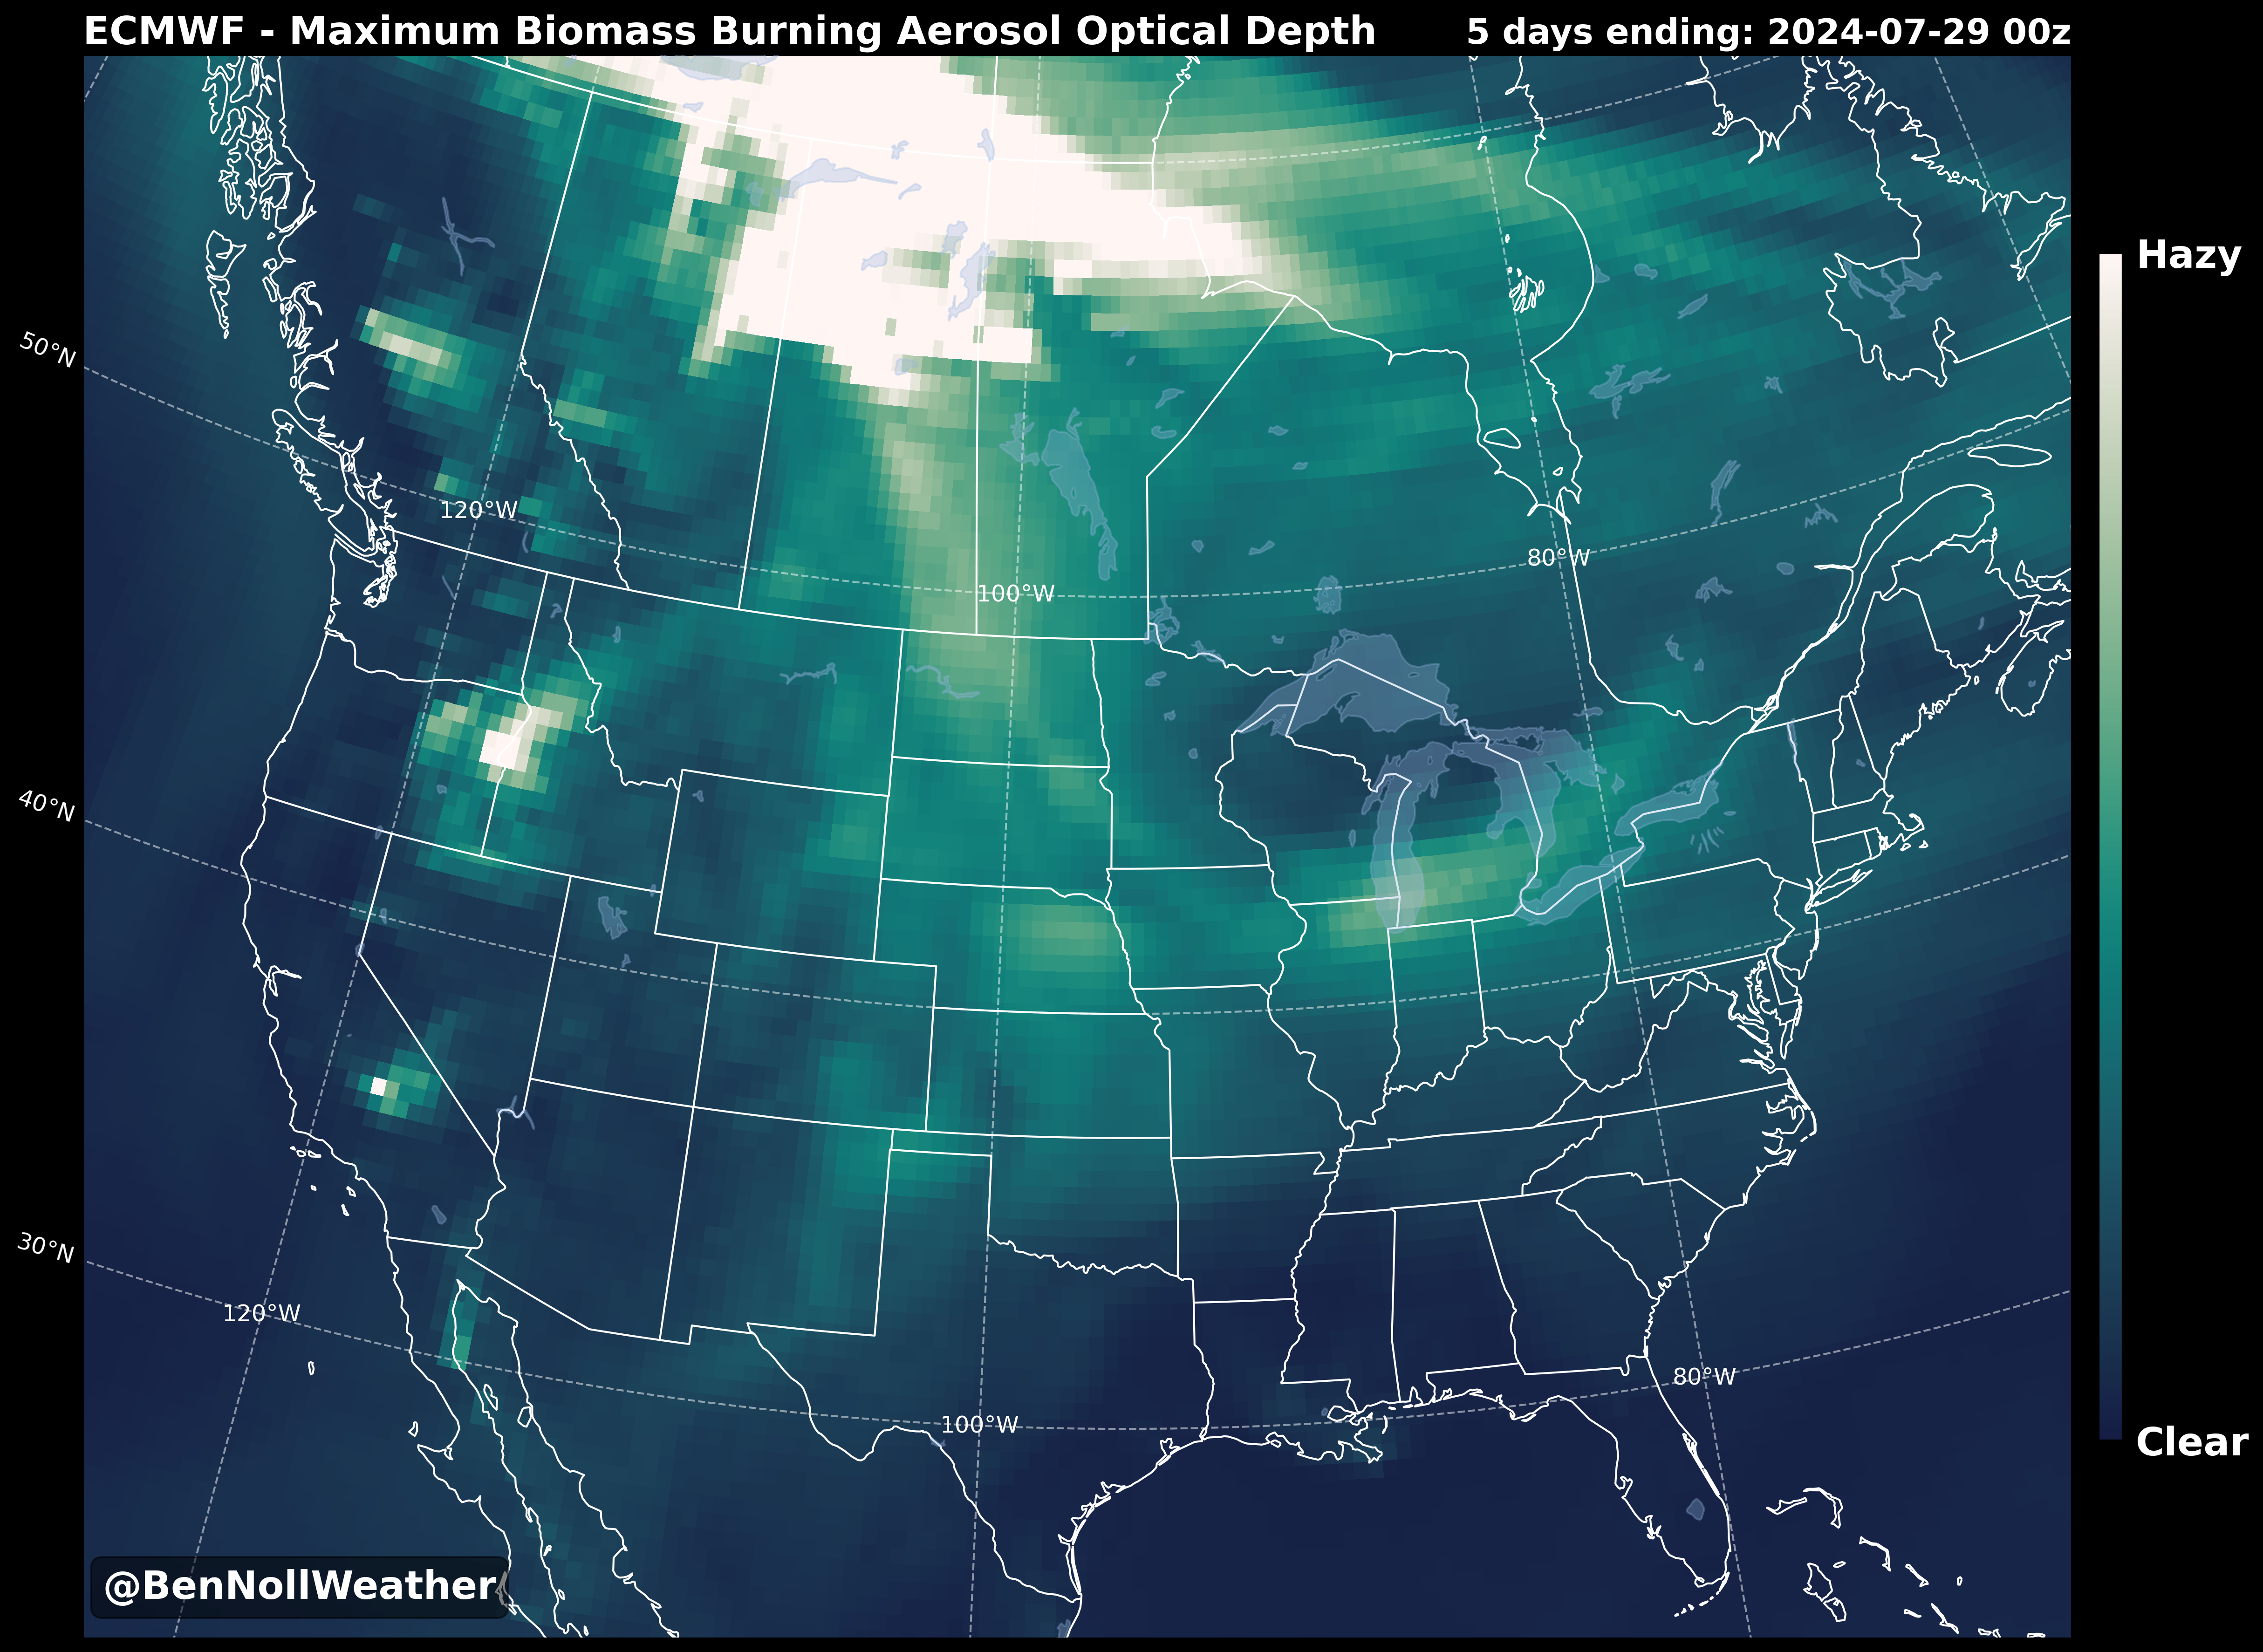 ECMWF - Maximum Biomass Burning Aerosol Optical Depth
5 days ending: 2024-07-29 00z
Hazy
50°N
120°W
80°W
100°W
40°N
30°N
120°W
80°W
100°W
Clear
@BenNollWeather